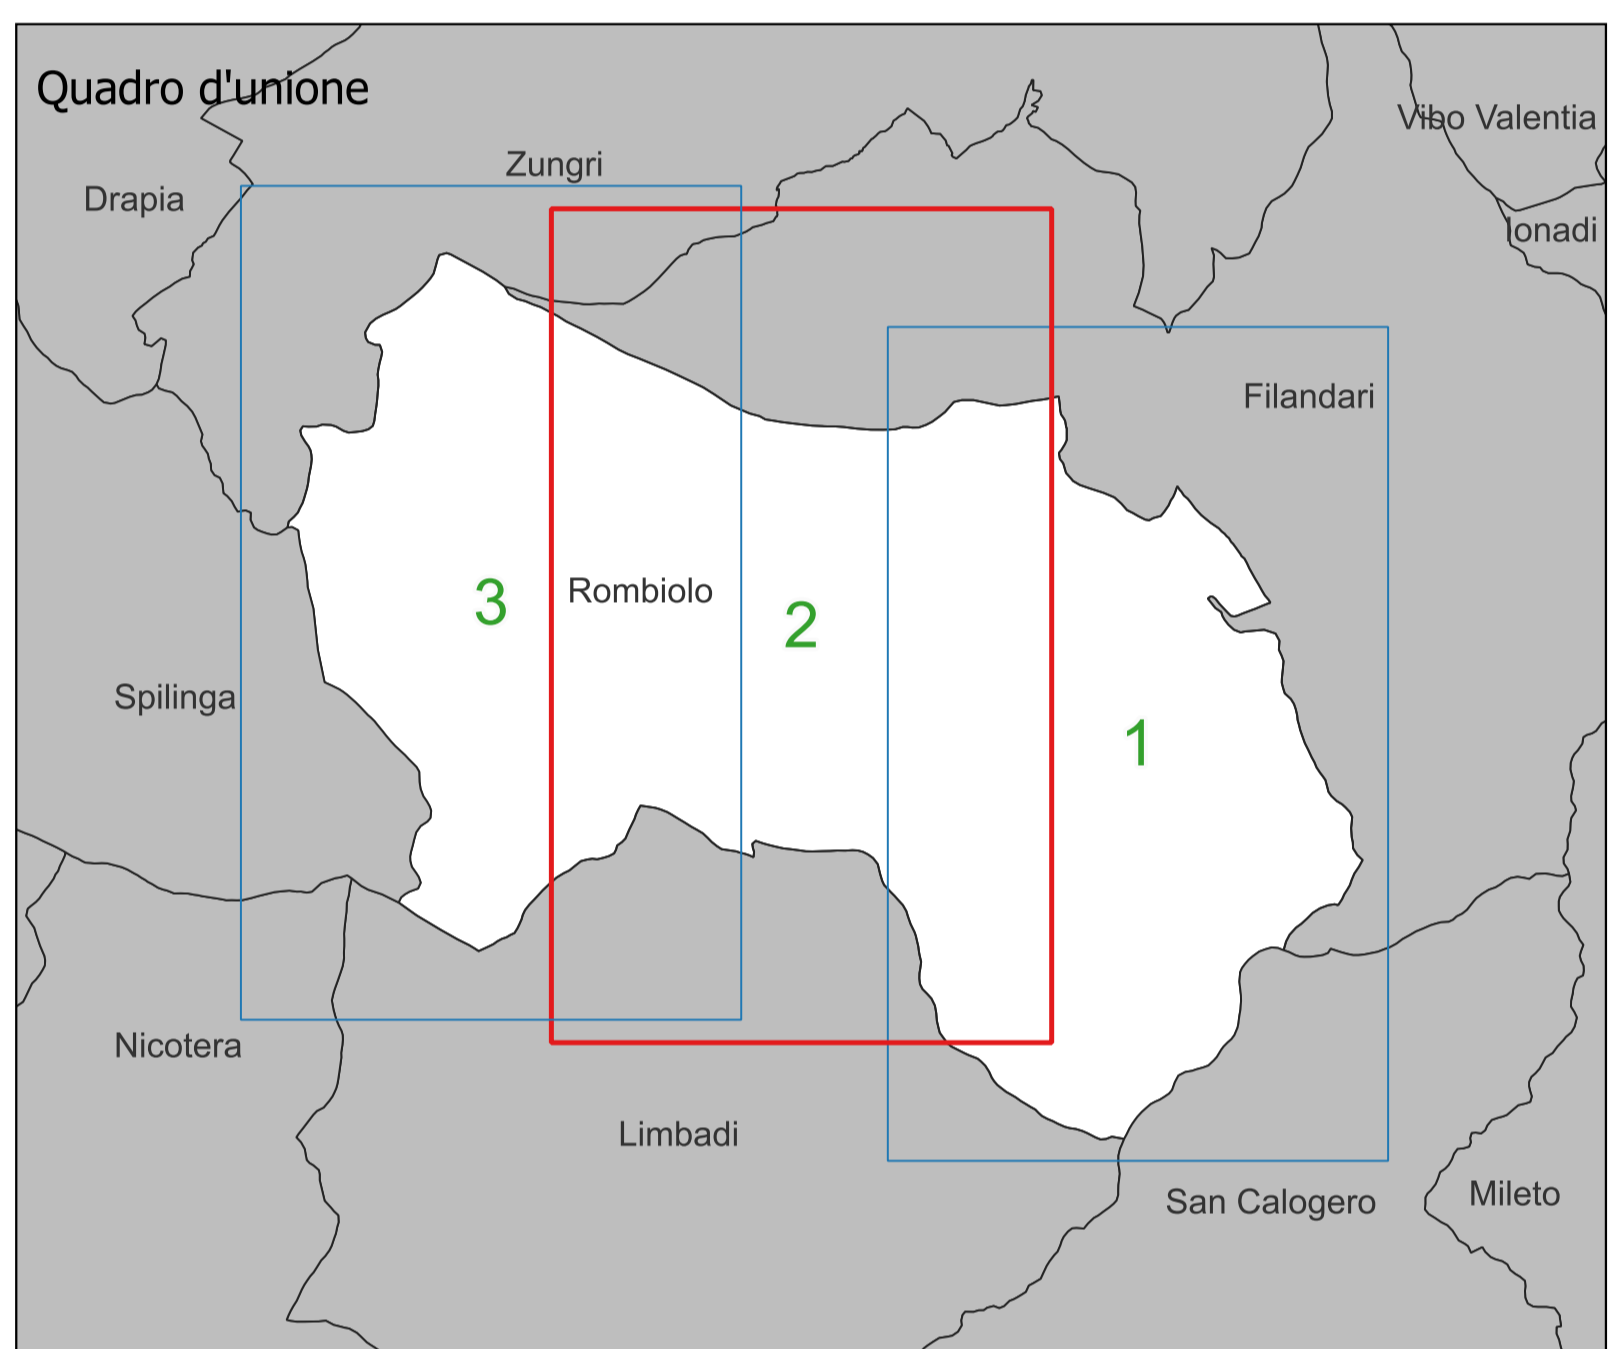 Quadro d'unione
Vibo Valentia
Zungri
Drapia
Ionadi
Filandari
3
Rombiolo
2
Spilinga
1
Nicotera
Limbadi
San Calogero
Mileto